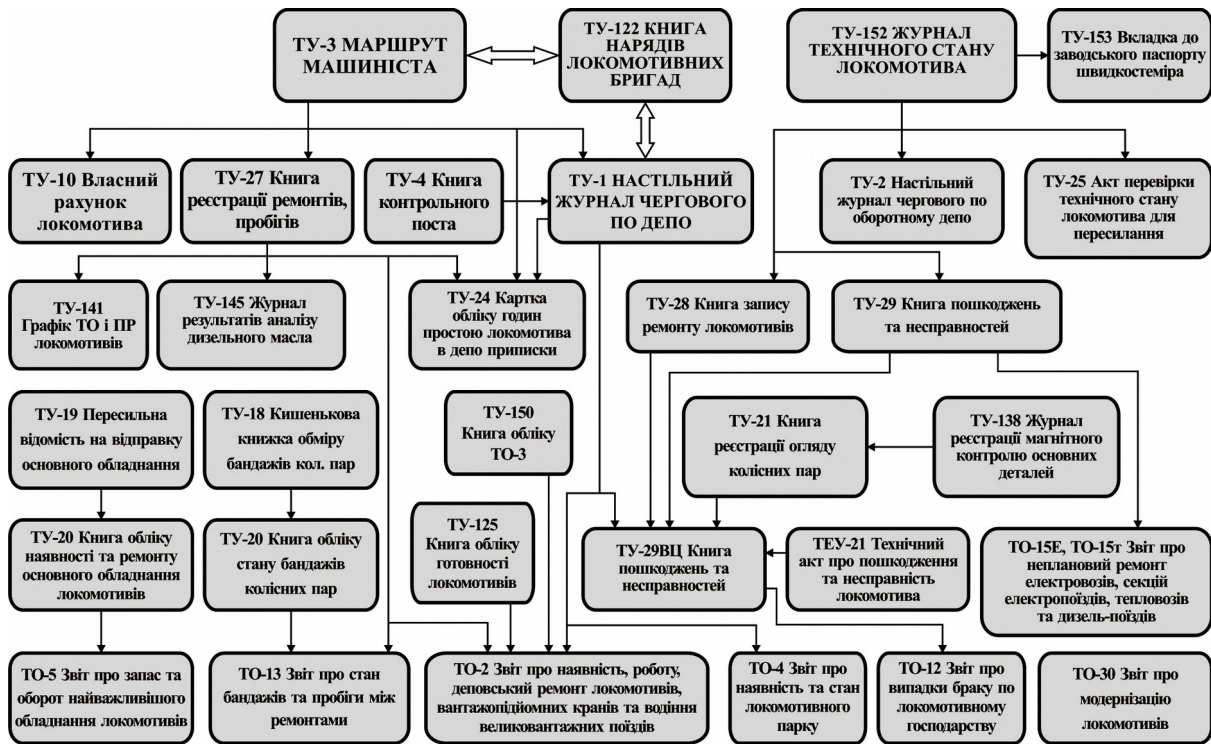 ТУ-3 МАРШРУТ
МАШИНІСТА
ТУ-122 КНИГА
НАРЯДІВ
ЛОКОМОТИВНИХ
БРИГАД
ТУ-152 ЖУРНАЛ
ТЕХНІЧНОГО СТАНУ
ЛОКОМОТИВА
ТУ-153 Вкладка до
заводського паспорту
швидкостеміра
ТУ-10 Власний
рахунок
локомотива
ТУ-27 Книга
реєстрації ремонтів,
пробігів
ТУ-4 Книга
контрольного
поста
ТУ-1 НАСТІЛЬНИЙ
ЖУРНАЛ ЧЕРГОВОГО
ПО ДЕПО
ТУ-2 Настільний
журнал чергового по
оборотному депо
ТУ-25 Акт перевірки
технічного стану
локомотива для
пересилання
ТУ-141
Графік ТО і ПР
локомотивів
ТУ-145 Журнал
результатів аналізу
дизельного масла
ТУ-24 Картка
обліку годин
простою локомотива
в депо приписки
ТУ-28 Книга запису
ремонту локомотивів
ТУ-29 Книга пошкоджень
та несправностей
ТУ-19 Пересильна
відомість на відправку
основного обладнання
ТУ-18 Кишенькова
книжка обміру
бандажів кол. пар
ТУ-150
Книга обліку
ТО-3
ТУ-21 Книга
реєстрації огляду
колісних пар
ТУ-138 Журнал
реєстрації магнітного
контролю основних
деталей
ТУ-20 Книга обліку
наявності та ремонту
основного обладнання
локомотивів
ТУ-20 Книга обліку
стану бандажів
колісних пар
ТУ-125
Книга обліку
готовності
локомотивів
ТУ-29ВЦ Книга
пошкоджень та
несправностей
ТЕУ-21 Технічний
акт про пошкодження
та несправність
локомотива
ТО-15Е, ТО-15т Звіт про
неплановий ремонт
електровозів, секцій
електропоїздів, тепловозів
та дизель-поїздів
ТО-5 Звіт про запас та
оборот найважливішого
обладнання локомотивів
ТО-13 Звіт про стан
бандажів та пробіги між
ремонтами
ТО-2 Звіт про наявність, роботу,
деповський ремонт локомотивів,
вантажопідйомних кранів та водіння
великовантажних поїздів
ТО-4 Звіт про
наявність та стан
локомотивного
парку
ТО-12 Звіт про
випадки браку по
локомотивному
господарству
ТО-30 Звіт про
модернізацію
локомотивів